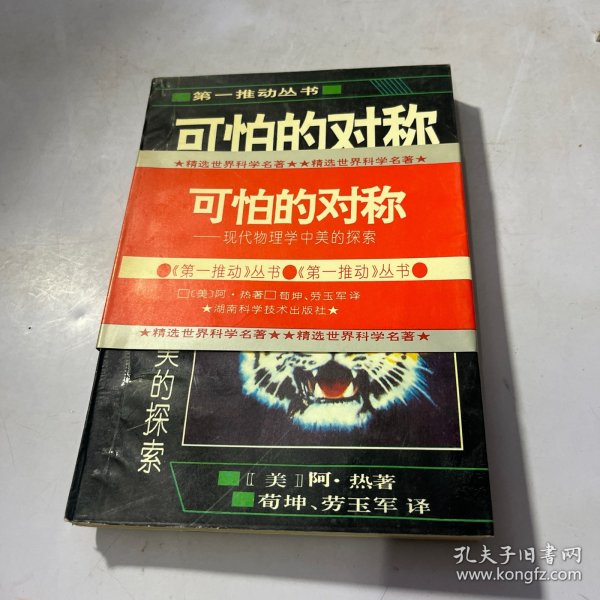 第一推动丛书
可怕的对称
★精选世界科学名著★★精选世界科学名著★
可怕的对称
——现代物理学中美的探索
●《第一推动》丛书●《第一推动》丛书●
□〔美〕阿·热著□荀坤、劳玉军译
★湖南科学技术出版社★
★精选世界科学名著★★精选世界科学名著★
美的探索
〔美〕阿·热著
荀坤、劳玉军译
孔夫子旧书网
www.kongfz.com